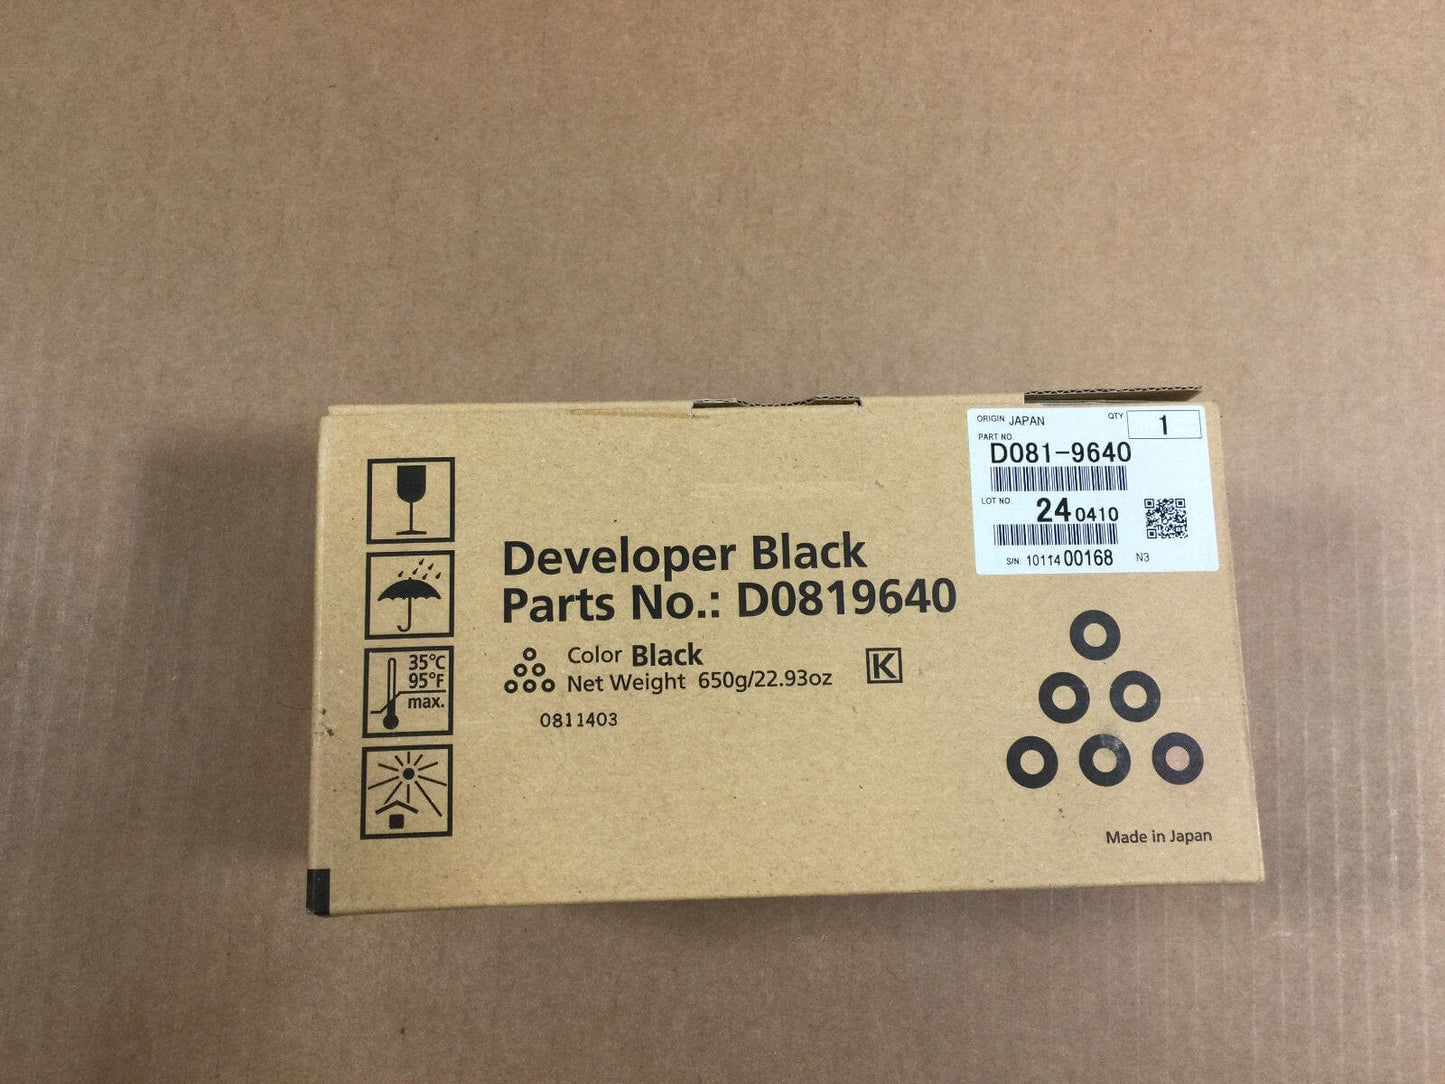 ORIGIN JAPAN QTY 1
PART NO.
D081-9640
LOT NO. 24 0410
S/N: 10114 00168 N3
Developer Black
Parts No.: D0819640
Color Black
Net Weight 650g/22.93oz K
0811403
35°C
95°F
max.
Made in Japan